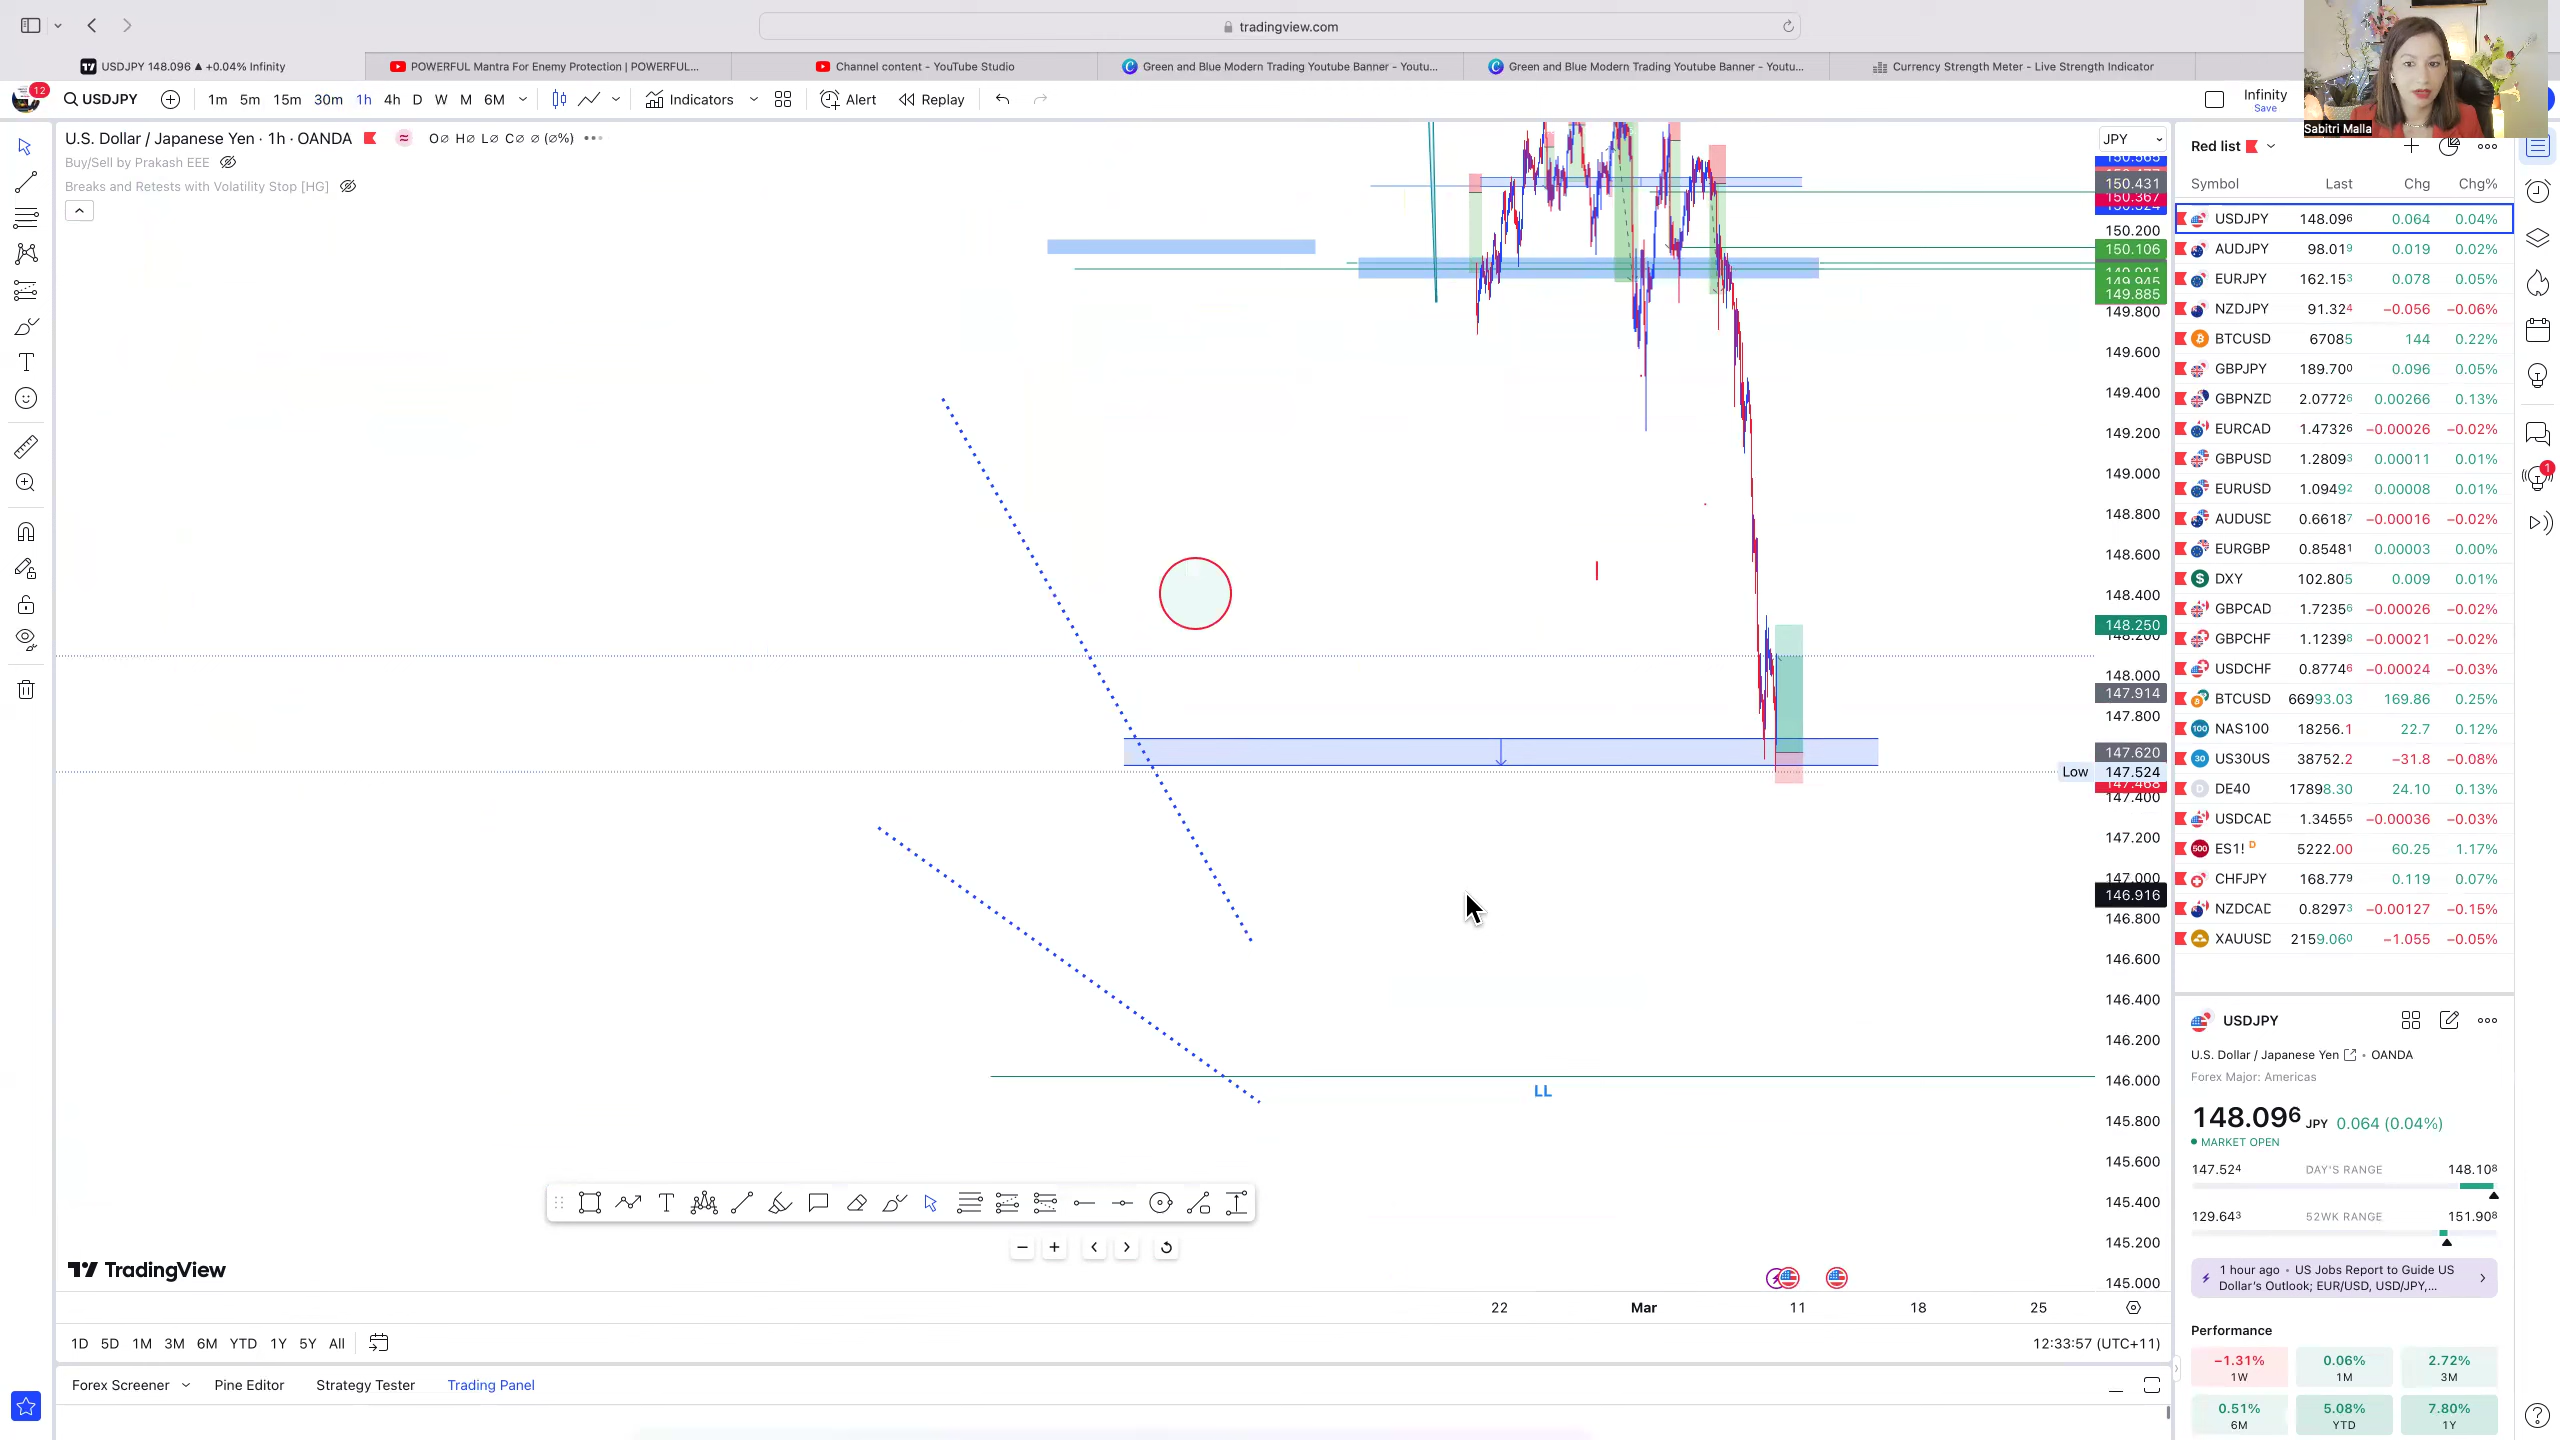 tradingview.com
USDJPY 148.096 ▲ +0.04% Infinity
POWERFUL Mantra For Enemy Protection | POWERFUL...
Channel content - YouTube Studio
Green and Blue Modern Trading Youtube Banner - Youtu...
Green and Blue Modern Trading Youtube Banner - Youtu...
Currency Strength Meter - Live Strength Indicator
12
USDJPY
1m 5m 15m 30m 1h 4h D W M 6M
Indicators
Alert
Replay
Infinity
Save
Sabitri Malla
U.S. Dollar / Japanese Yen · 1h · OANDA
O∅ H∅ L∅ C∅ ∅ (∅%)
Buy/Sell by Prakash EEE
Breaks and Retests with Volatility Stop [HG]
JPY
150.431
150.367
150.200
150.106
149.945
149.885
149.800
149.600
149.400
149.200
149.000
148.800
148.600
148.400
148.250
148.200
148.000
147.914
147.800
147.620
Low 147.524
147.468
147.400
147.200
147.000
146.916
146.800
146.600
146.400
146.200
146.000
145.800
145.600
145.400
145.200
145.000
LL
TradingView
22 Mar 11 18 25
1D 5D 1M 3M 6M YTD 1Y 5Y All
12:33:57 (UTC+11)
Forex Screener Pine Editor Strategy Tester Trading Panel
Red list
Symbol Last Chg Chg%
USDJPY 148.096 0.064 0.04%
AUDJPY 98.019 0.019 0.02%
EURJPY 162.153 0.078 0.05%
NZDJPY 91.324 −0.056 −0.06%
BTCUSD 67085 144 0.22%
GBPJPY 189.700 0.096 0.05%
GBPNZD 2.07726 0.00266 0.13%
EURCAD 1.47326 −0.00026 −0.02%
GBPUSD 1.28093 0.00011 0.01%
EURUSD 1.09492 0.00008 0.01%
AUDUSD 0.66187 −0.00016 −0.02%
EURGBP 0.85481 0.00003 0.00%
DXY 102.805 0.009 0.01%
GBPCAD 1.72356 −0.00026 −0.02%
GBPCHF 1.12398 −0.00021 −0.02%
USDCHF 0.87746 −0.00024 −0.03%
BTCUSD 66993.03 169.86 0.25%
NAS100 18256.1 22.7 0.12%
US30US 38752.2 −31.8 −0.08%
DE40 17898.30 24.10 0.13%
USDCAD 1.34555 −0.00036 −0.03%
ES1! D 5222.00 60.25 1.17%
CHFJPY 168.779 0.119 0.07%
NZDCAD 0.82973 −0.00127 −0.15%
XAUUSD 2159.060 −1.055 −0.05%
1
USDJPY
U.S. Dollar / Japanese Yen • OANDA
Forex Major: Americas
148.096 JPY 0.064 (0.04%)
MARKET OPEN
147.524 DAY'S RANGE 148.108
129.643 52WK RANGE 151.908
1 hour ago • US Jobs Report to Guide US
Dollar's Outlook; EUR/USD, USD/JPY,...
Performance
−1.31% 0.06% 2.72%
1W 1M 3M
0.51% 5.08% 7.80%
6M YTD 1Y